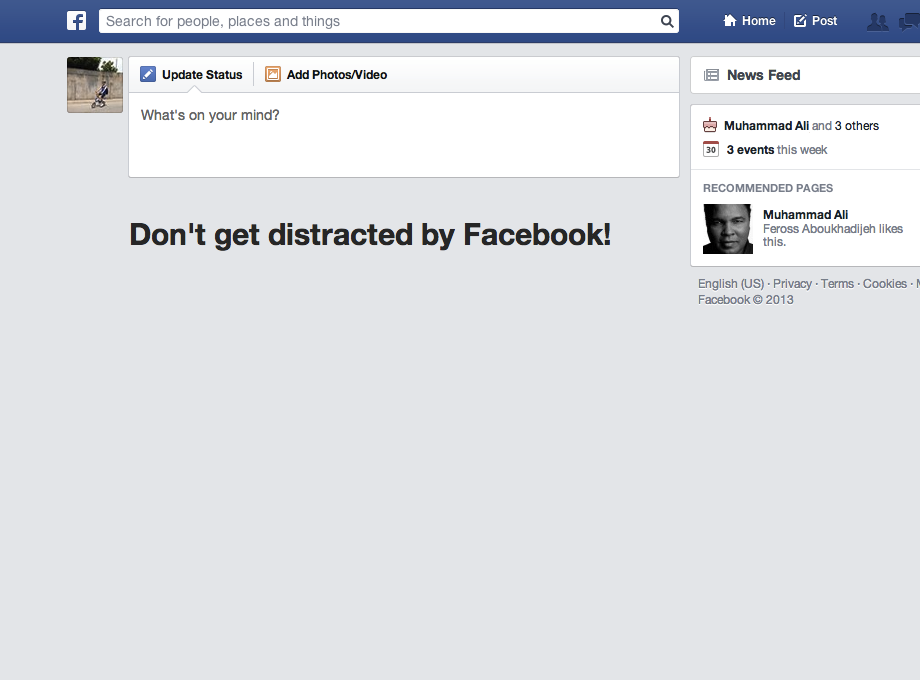 f
Search for people, places and things
Home
Post
Update Status
Add Photos/Video
What's on your mind?
Don't get distracted by Facebook!
News Feed
Muhammad Ali and 3 others
30
3 events this week
RECOMMENDED PAGES
Muhammad Ali
Feross Aboukhadijeh likes
this.
English (US) · Privacy · Terms · Cookies ·
Facebook © 2013